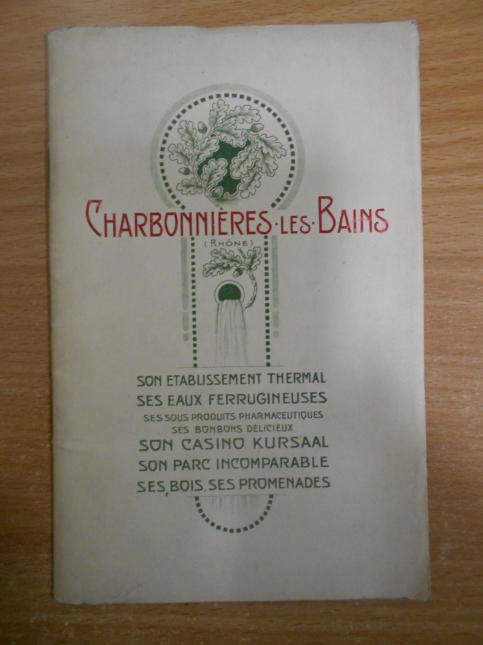 CHARBONNIÈRES·LES·BAINS
(RHÔNE)
SON ETABLISSEMENT THERMAL
SES EAUX FERRUGINEUSES
SES SOUS PRODUITS PHARMACEUTIQUES
SES BONBONS DÉLICIEUX
SON CASINO KURSAAL
SON PARC INCOMPARABLE
SES, BOIS, SES PROMENADES